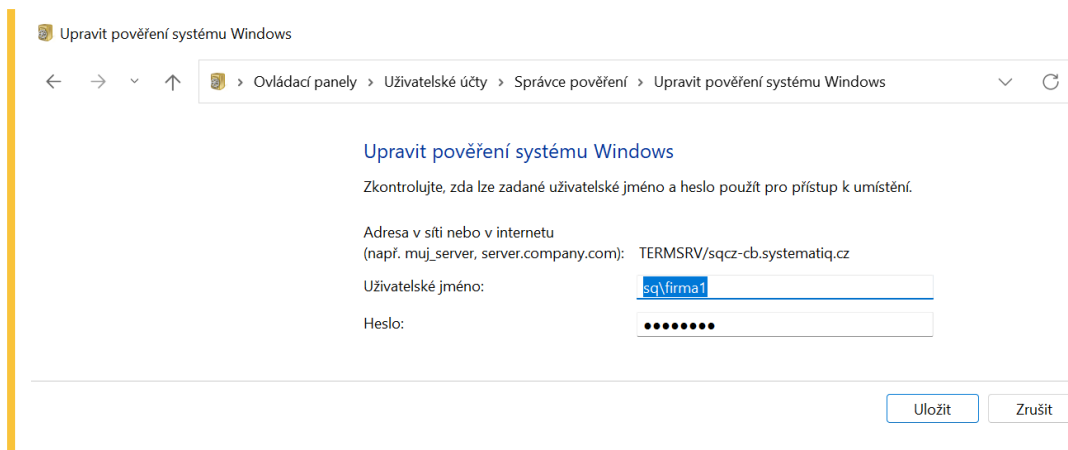 Upravit pověření systému Windows
Ovládací panely > Uživatelské účty > Správce pověření > Upravit pověření systému Windows
Upravit pověření systému Windows
Zkontrolujte, zda lze zadané uživatelské jméno a heslo použít pro přístup k umístění.
Adresa v síti nebo v internetu
(např. muj_server, server.company.com): TERMSRV/sqcz-cb.systematiq.cz
Uživatelské jméno: sq\firma1
Heslo: ●●●●●●●●
Uložit Zrušit